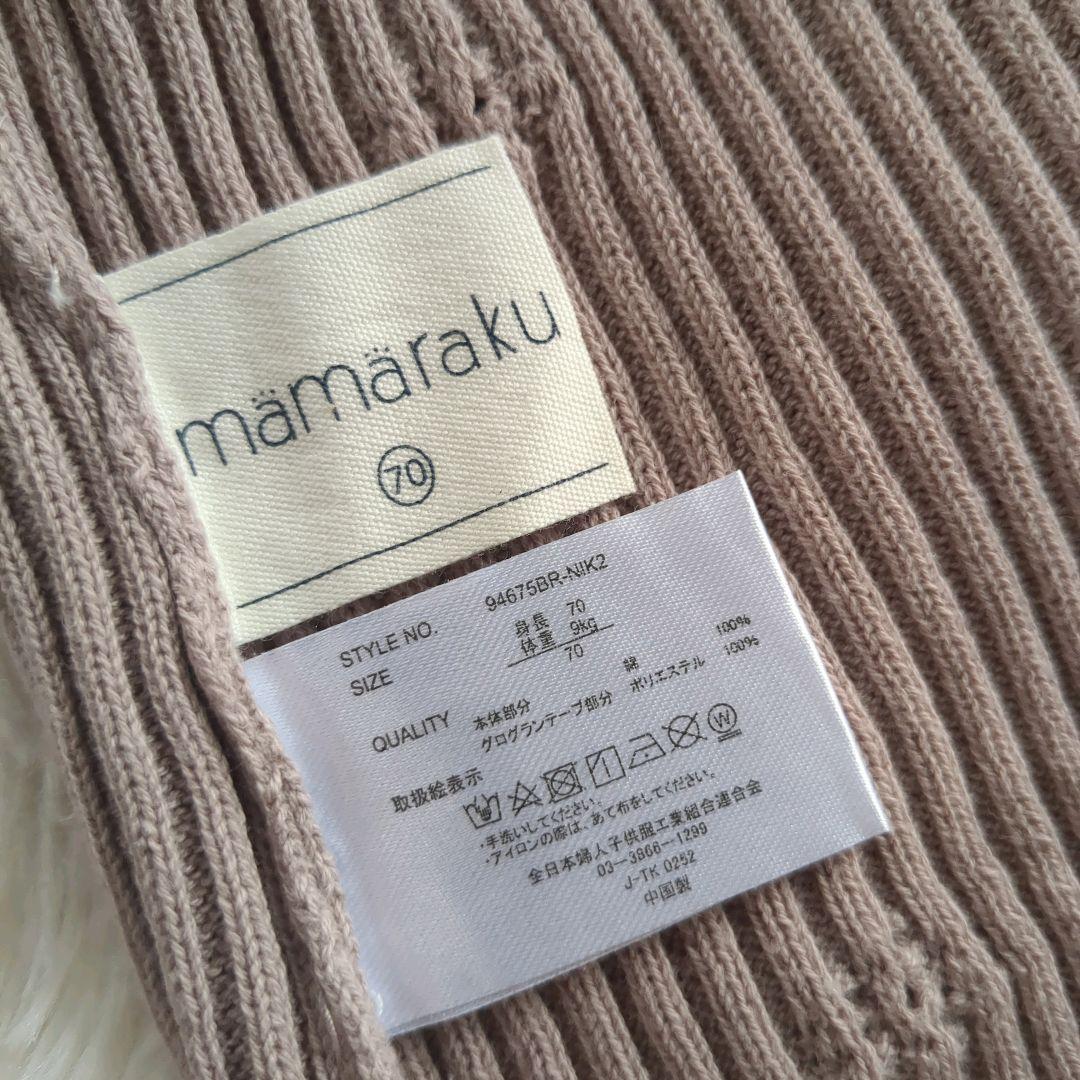 mämäraku
70
STYLE NO. 94675BR-NIK2
SIZE 身長 70
体重 9kg
70
QUALITY 本体部分 綿 100%
グログランテープ部分 ポリエステル 100%
取扱絵表示
W
・手洗いしてください。
・アイロンの際は、あて布をしてください。
全日本婦人子供服工業組合連合会
03-3866-1299
J-TK 0252
中国製